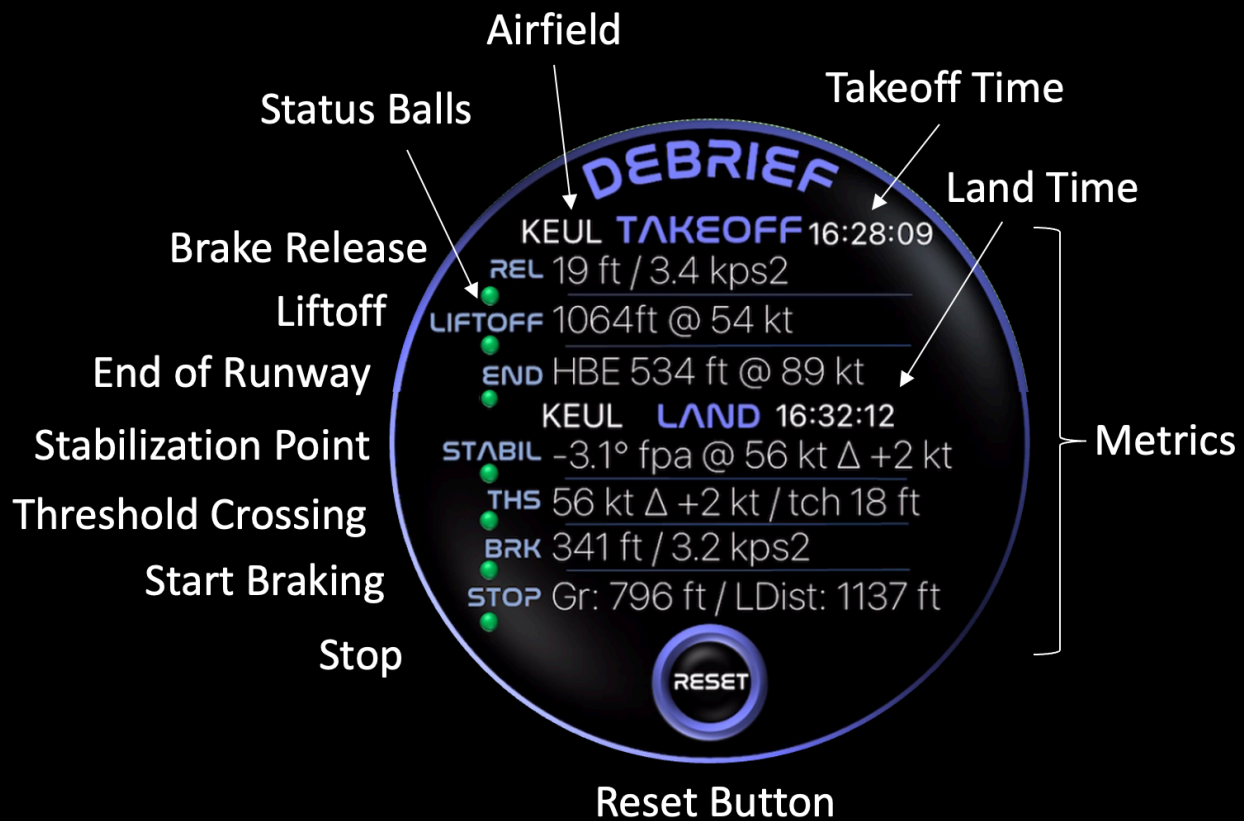 Airfield
Takeoff Time
Status Balls
Land Time
DEBRIEF
KEUL TAKEOFF 16:28:09
Brake Release
REL 19 ft / 3.4 kps2
Liftoff
LIFTOFF 1064ft @ 54 kt
End of Runway
END HBE 534 ft @ 89 kt
KEUL LAND 16:32:12
Stabilization Point
STABIL -3.1° fpa @ 56 kt Δ +2 kt
Metrics
Threshold Crossing
THS 56 kt Δ +2 kt / tch 18 ft
Start Braking
BRK 341 ft / 3.2 kps2
STOP Gr: 796 ft / LDist: 1137 ft
Stop
RESET
Reset Button